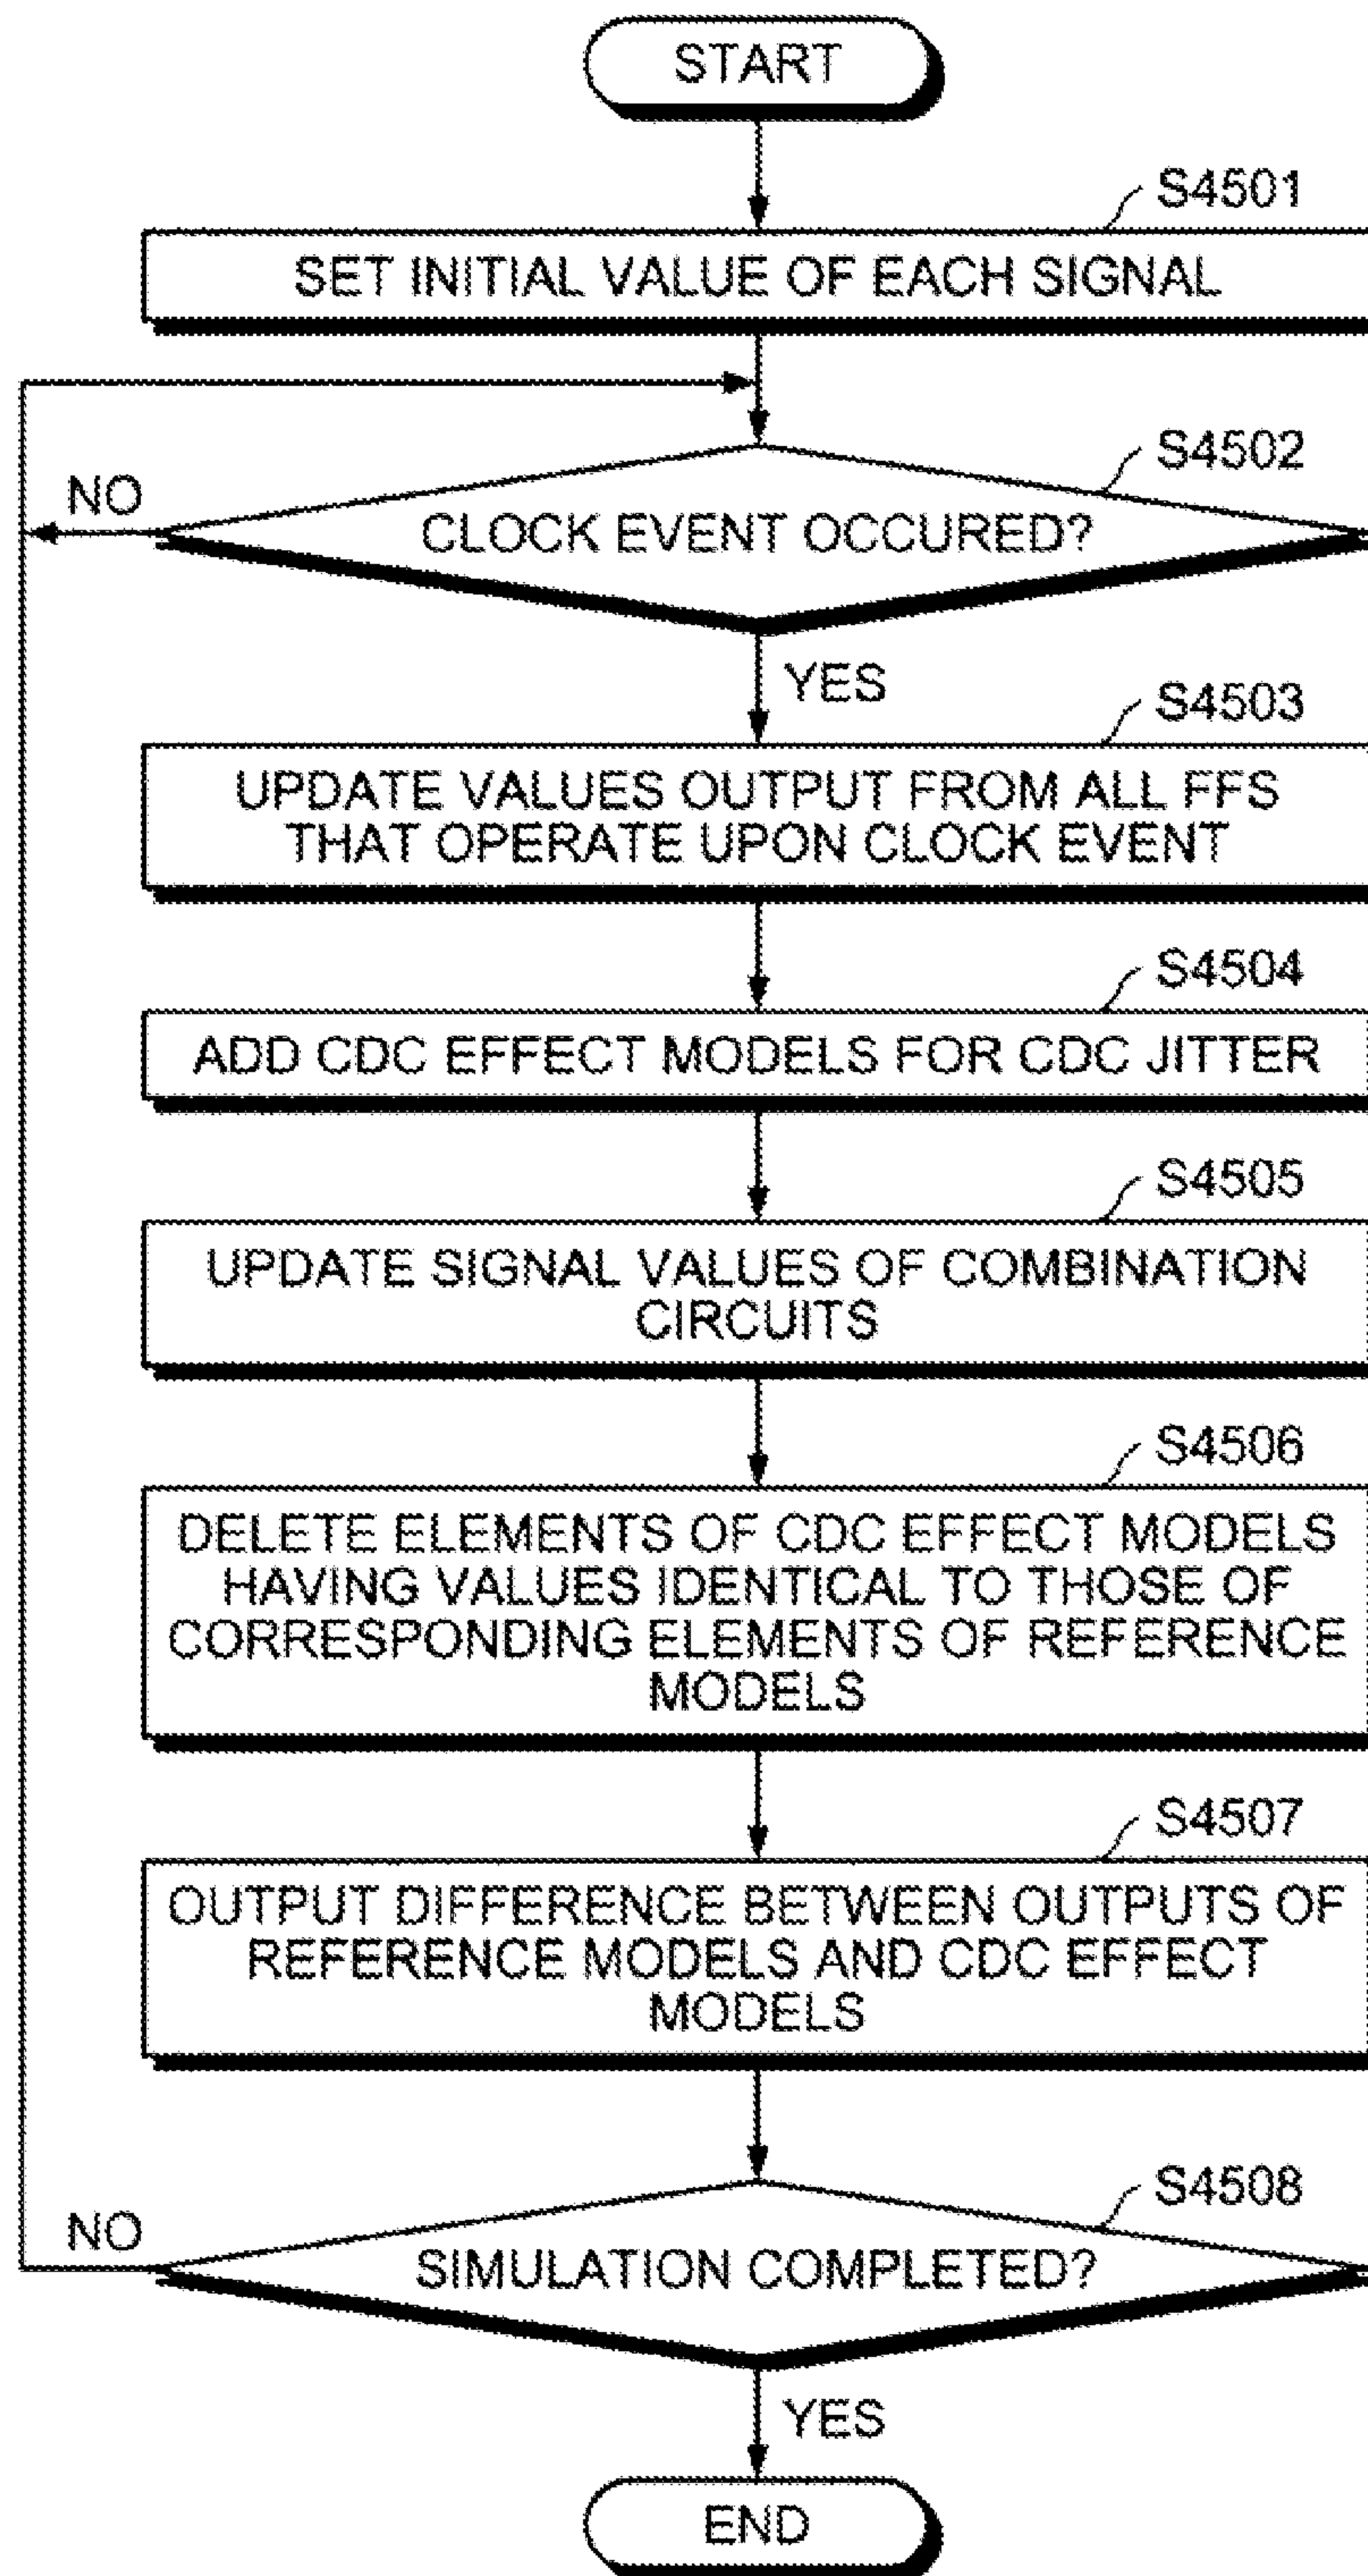 START
S4501
SET INITIAL VALUE OF EACH SIGNAL
S4502
NO
CLOCK EVENT OCCURED?
YES
S4503
UPDATE VALUES OUTPUT FROM ALL FFS
THAT OPERATE UPON CLOCK EVENT
S4504
ADD CDC EFFECT MODELS FOR CDC JITTER
S4505
UPDATE SIGNAL VALUES OF COMBINATION
CIRCUITS
S4506
DELETE ELEMENTS OF CDC EFFECT MODELS
HAVING VALUES IDENTICAL TO THOSE OF
CORRESPONDING ELEMENTS OF REFERENCE
MODELS
S4507
OUTPUT DIFFERENCE BETWEEN OUTPUTS OF
REFERENCE MODELS AND CDC EFFECT
MODELS
S4508
NO
SIMULATION COMPLETED?
YES
END